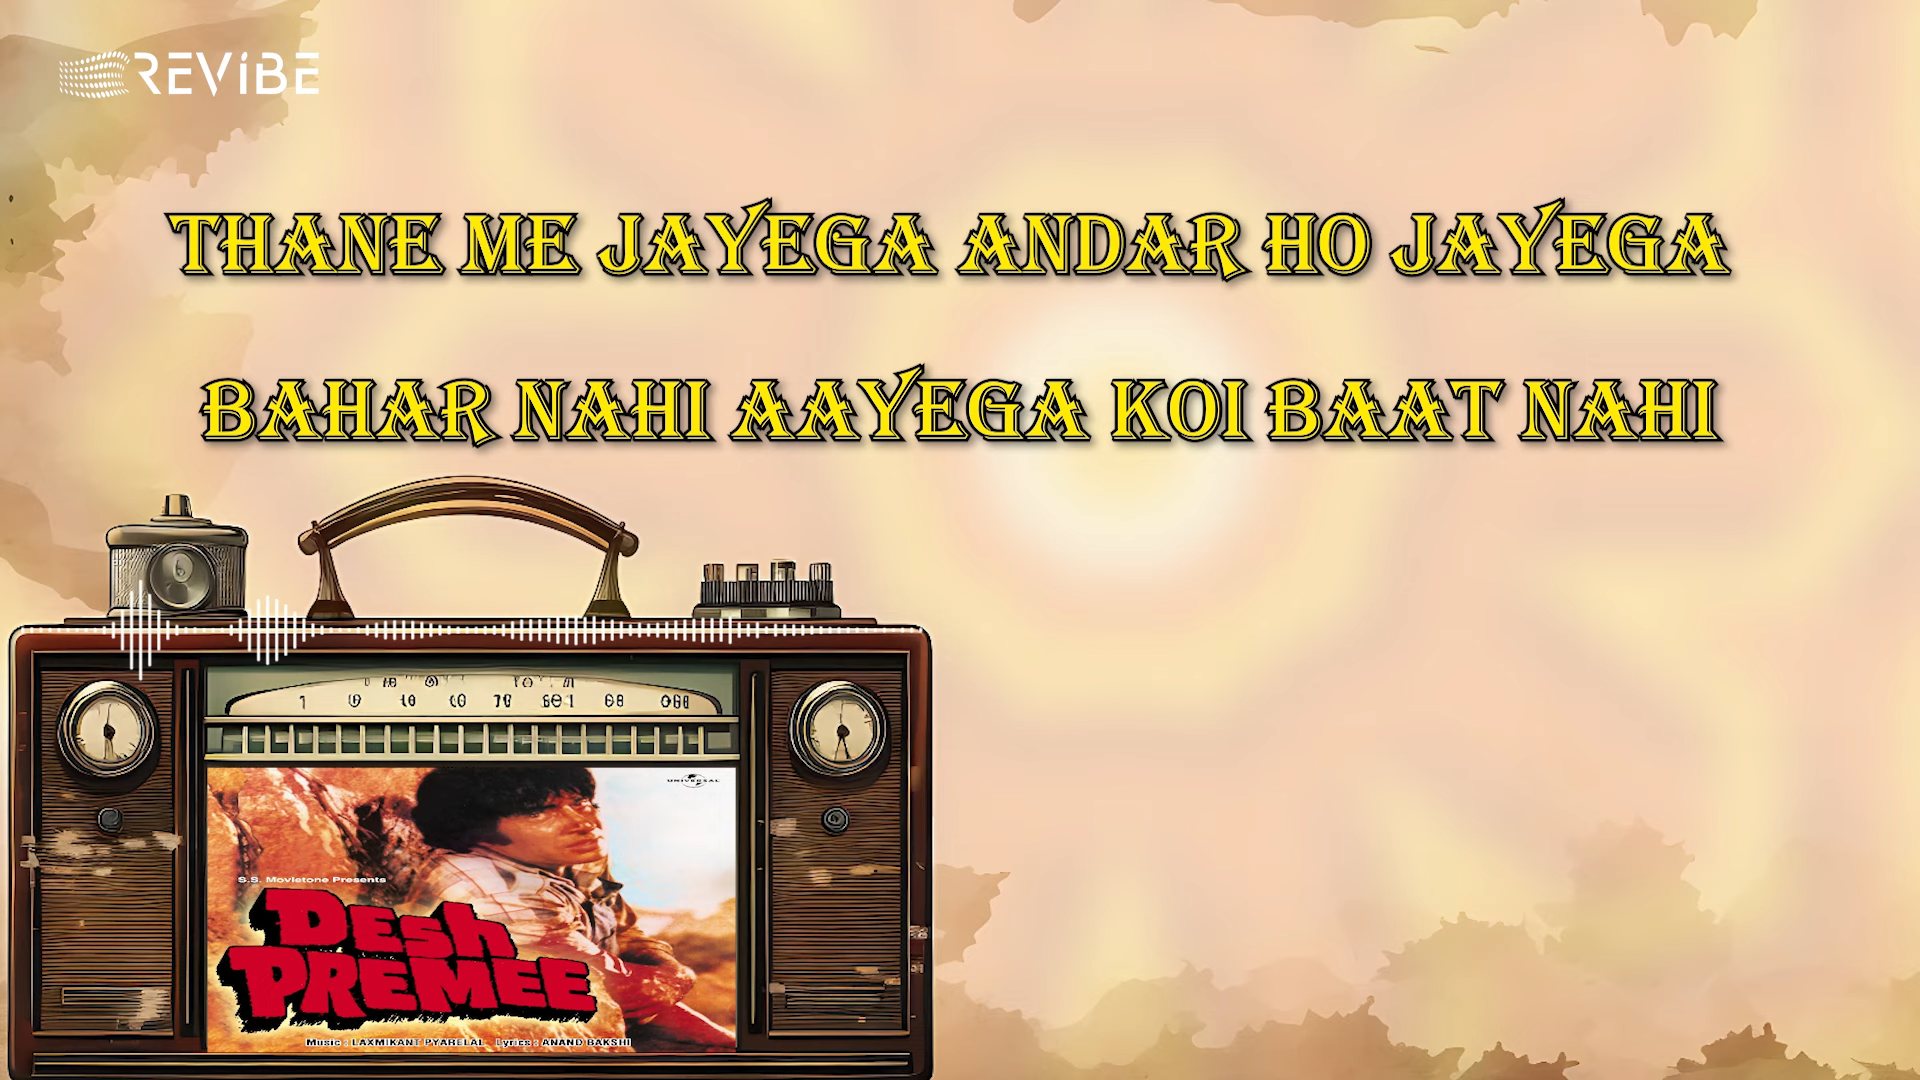 REViBE
THANE ME JAYEGA ANDAR HO JAYEGA
BAHAR NAHI AAYEGA KOI BAAT NAHI
UNIVERSAL
S.S. Movietone Presents
DESh
PREMEE
Music : LAXMIKANT PYARELAL Lyrics : ANAND BAKSHI